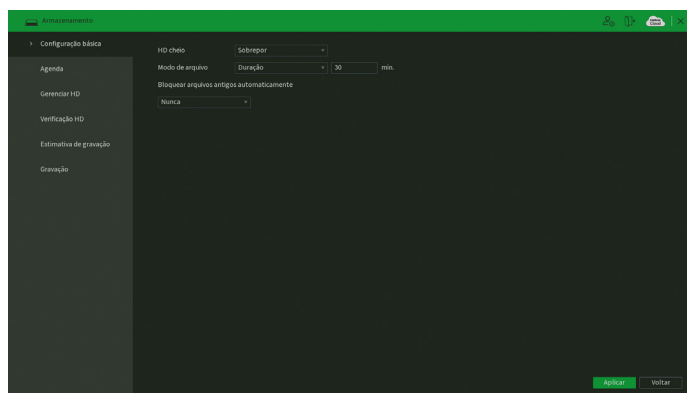 Armazenamento
Configuração básica
Agenda
Gerenciar HD
Verificação HD
Estimativa de gravação
Gravação
HD cheio Sobrepor
Modo de arquivo Duração 30 min.
Bloquear arquivos antigos automaticamente
Nunca
Aplicar Voltar